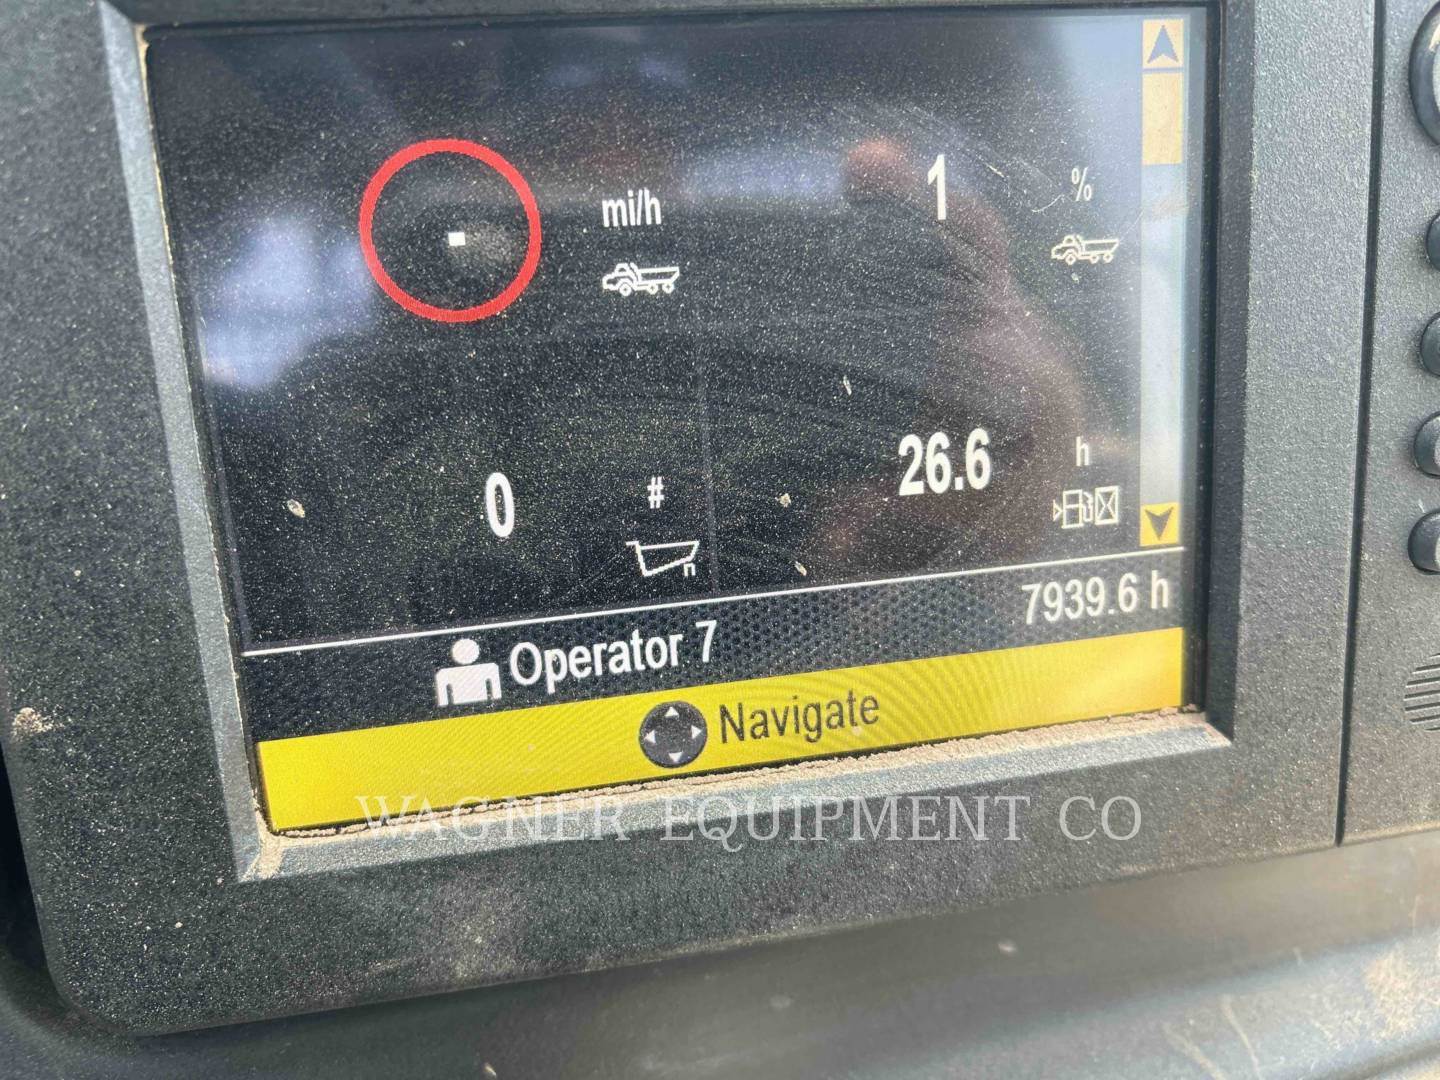 mi/h
1 %
0 #
n
26.6 h
7939.6 h
Operator 7
Navigate
WAGNER EQUIPMENT CO